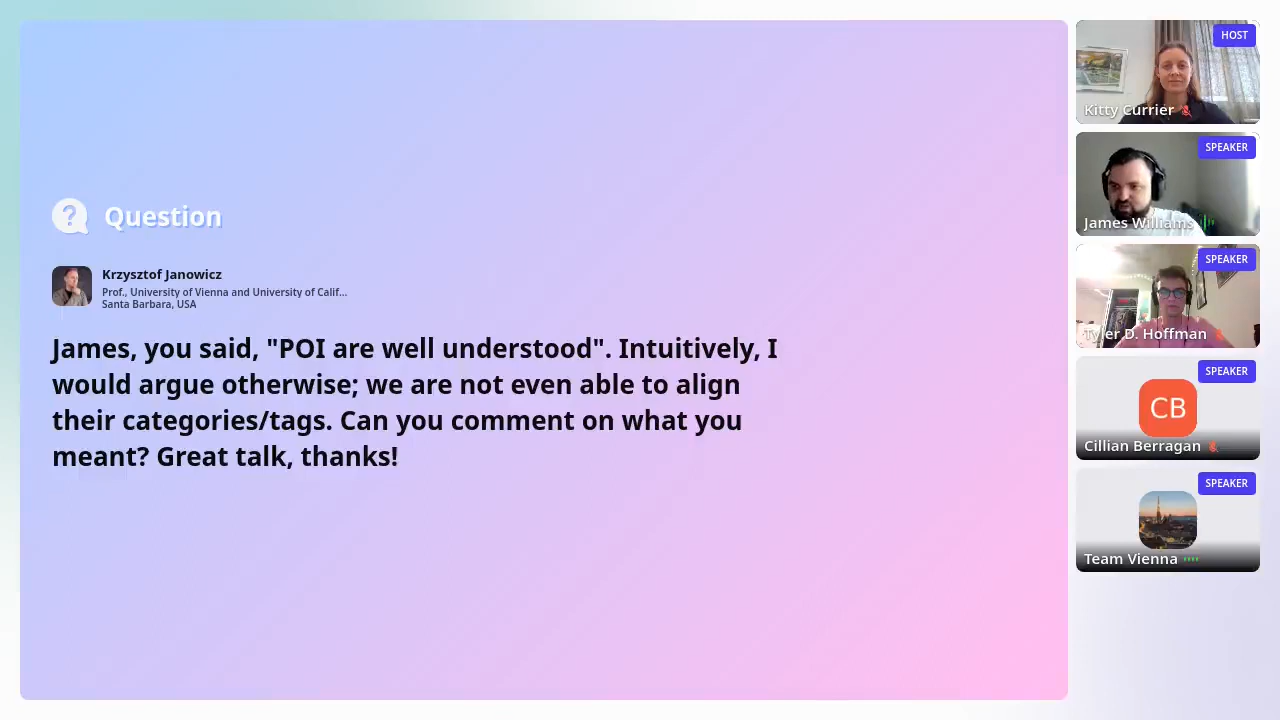 Question
Krzysztof Janowicz
Prof., University of Vienna and University of Calif...
Santa Barbara, USA
James, you said, "POI are well understood". Intuitively, I
would argue otherwise; we are not even able to align
their categories/tags. Can you comment on what you
meant? Great talk, thanks!
HOST
Kitty Currier
SPEAKER
James Williams
SPEAKER
Tyler D. Hoffman
SPEAKER
CB
Cillian Berragan
SPEAKER
Team Vienna